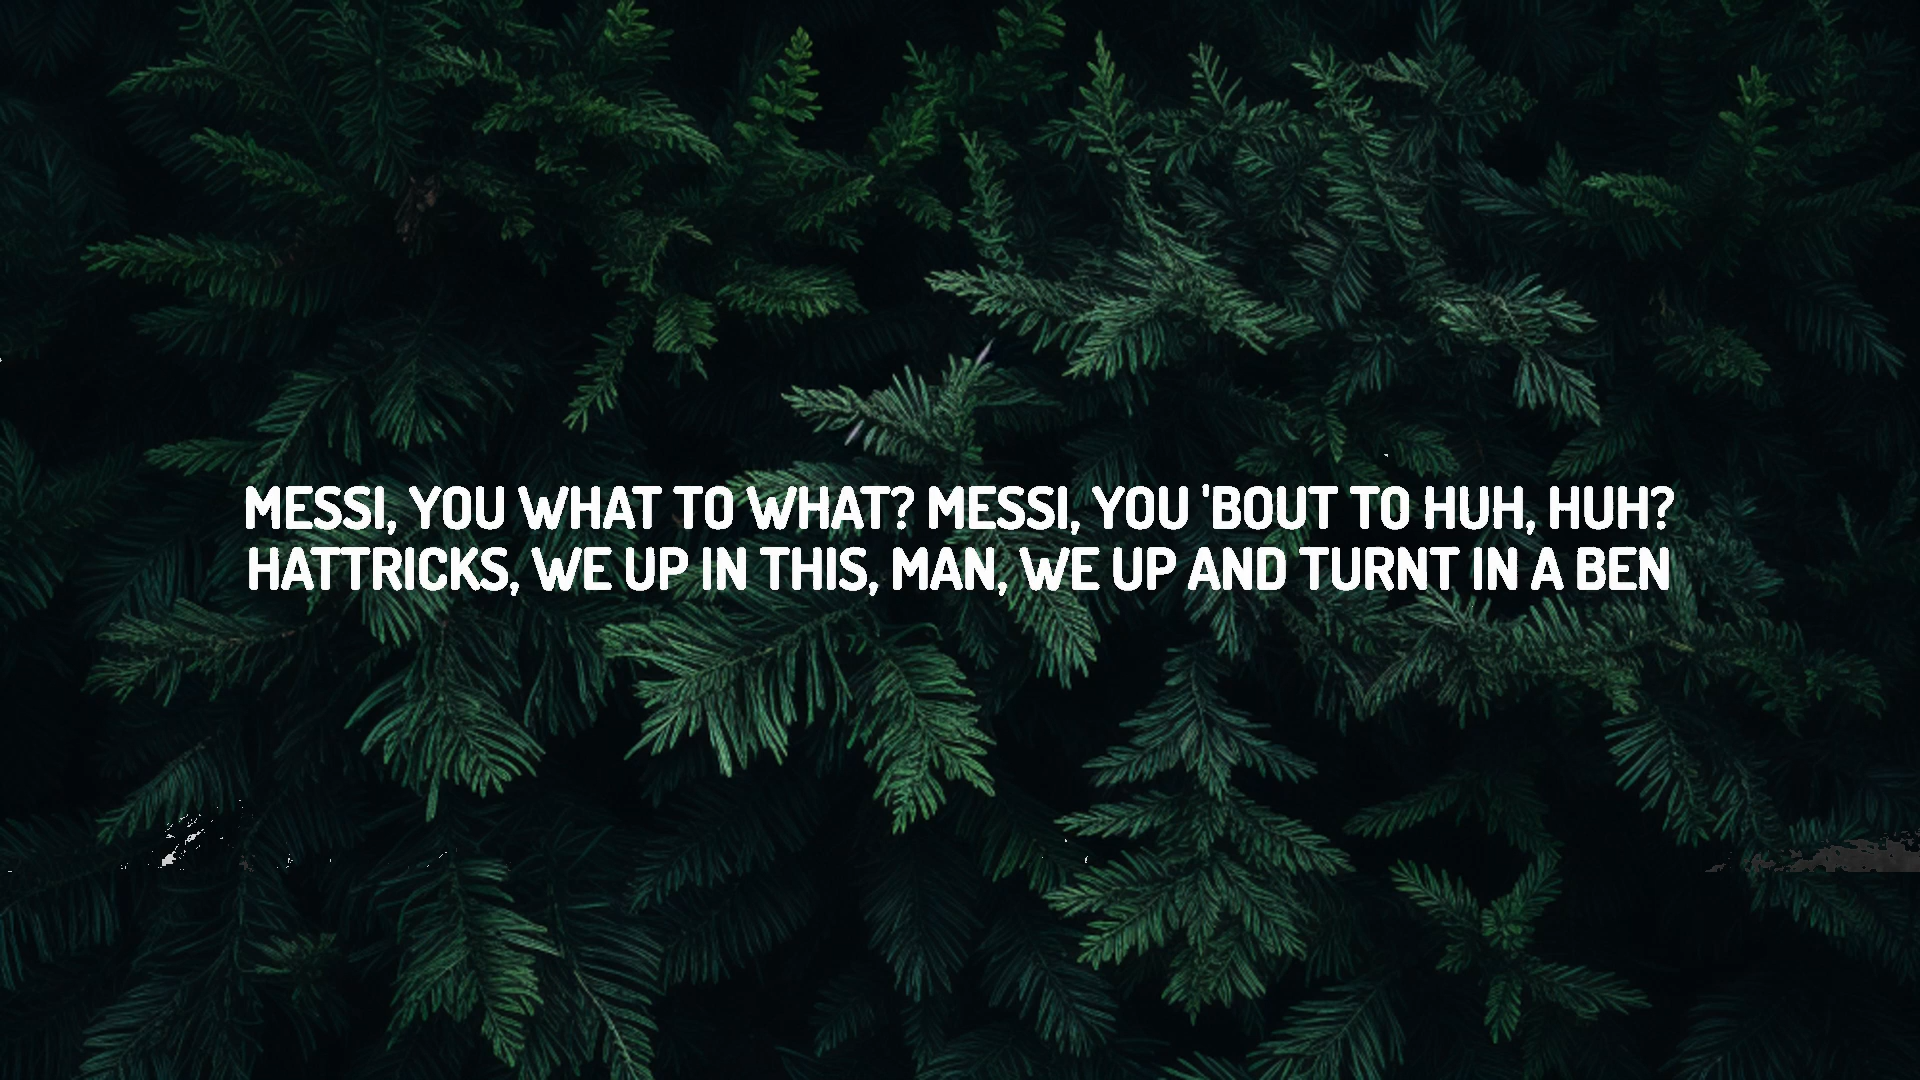 MESSI, YOU WHAT TO WHAT? MESSI, YOU 'BOUT TO HUH, HUH?
HATTRICKS, WE UP IN THIS, MAN, WE UP AND TURNT IN A BEN